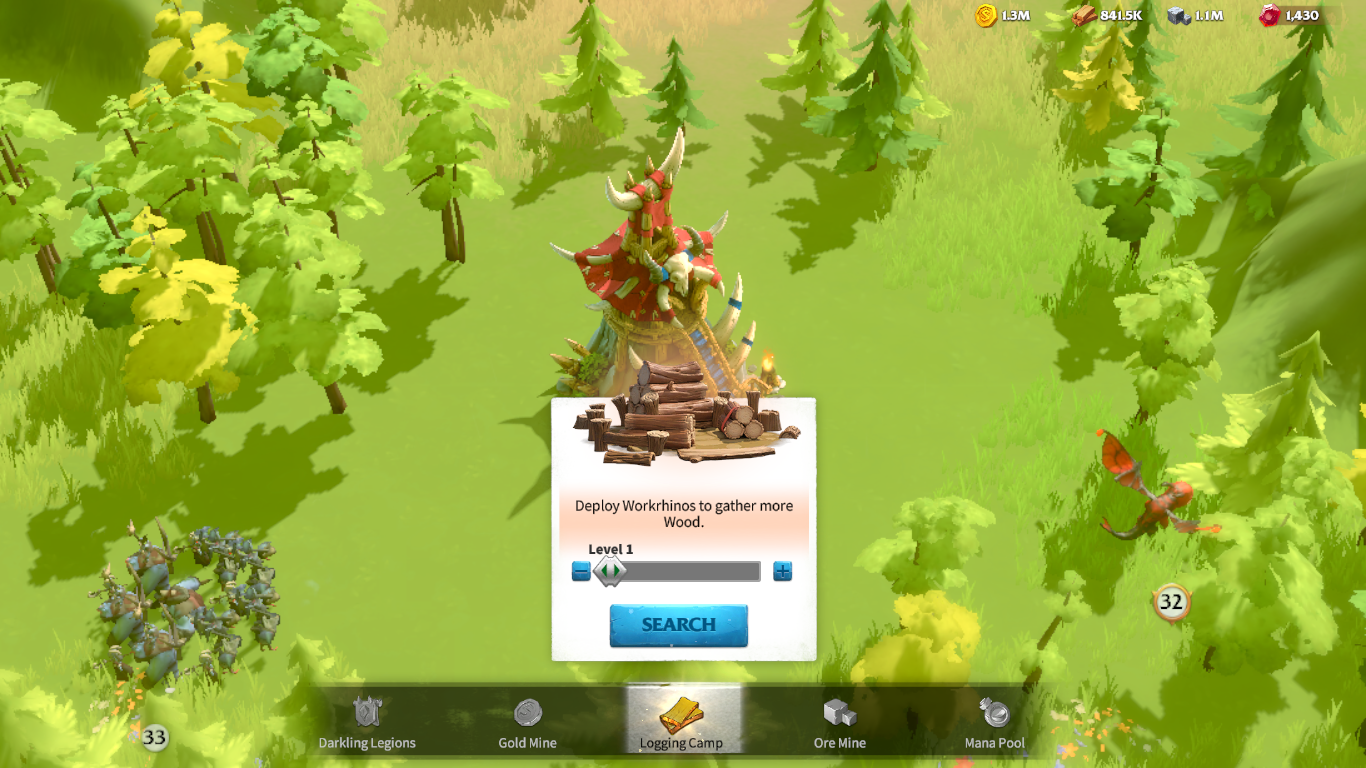 1.3M 841.5K 1.1M 1,430
Deploy Workrhinos to gather more
Wood.
Level 1
SEARCH
32
33
Darkling Legions Gold Mine Logging Camp Ore Mine Mana Pool